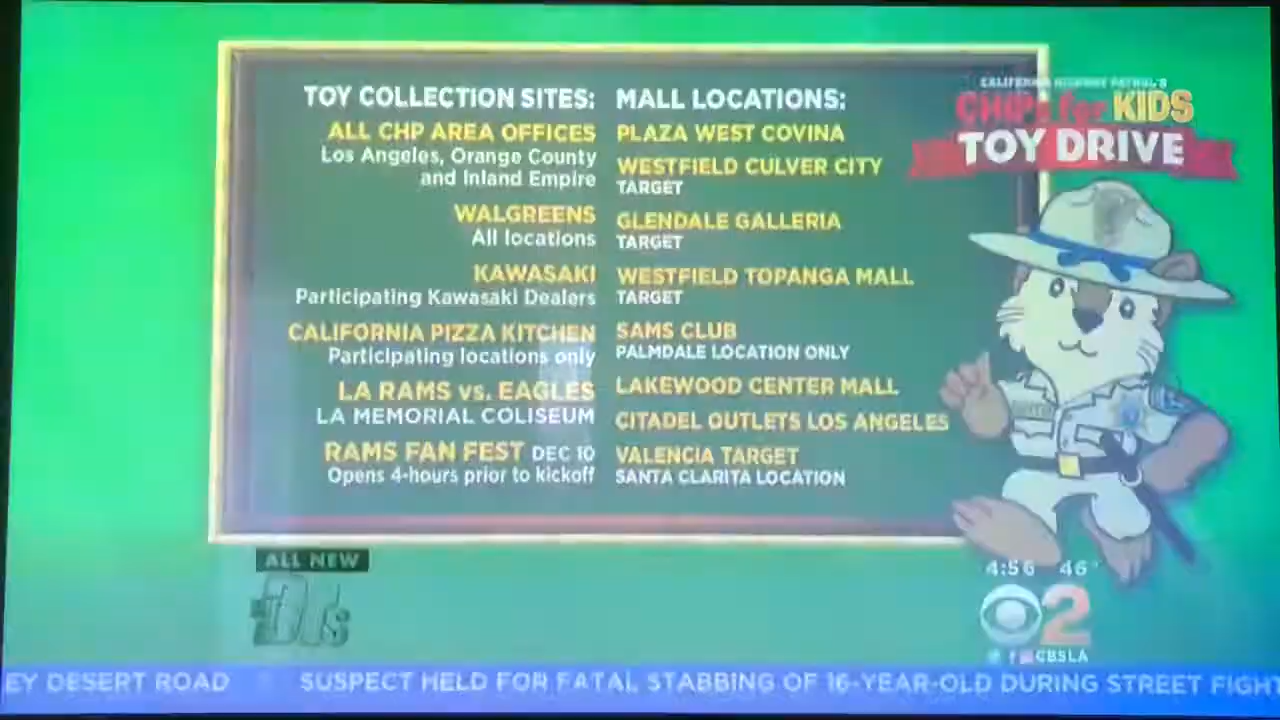 TOY COLLECTION SITES:
ALL CHP AREA OFFICES
Los Angeles, Orange County
and Inland Empire
WALGREENS
All locations
KAWASAKI
Participating Kawasaki Dealers
CALIFORNIA PIZZA KITCHEN
Participating locations only
LA RAMS vs. EAGLES
LA MEMORIAL COLISEUM
RAMS FAN FEST DEC 10
Opens 4-hours prior to kickoff
MALL LOCATIONS:
PLAZA WEST COVINA
WESTFIELD CULVER CITY
TARGET
GLENDALE GALLERIA
TARGET
WESTFIELD TOPANGA MALL
TARGET
SAMS CLUB
PALMDALE LOCATION ONLY
LAKEWOOD CENTER MALL
CITADEL OUTLETS LOS ANGELES
VALENCIA TARGET
SANTA CLARITA LOCATION
CALIFORNIA HIGHWAY PATROL'S
CHIPs for KIDS
TOY DRIVE
ALL NEW
4:56 46°
2
CBSLA
EY DESERT ROAD SUSPECT HELD FOR FATAL STABBING OF 16-YEAR-OLD DURING STREET FIGHT